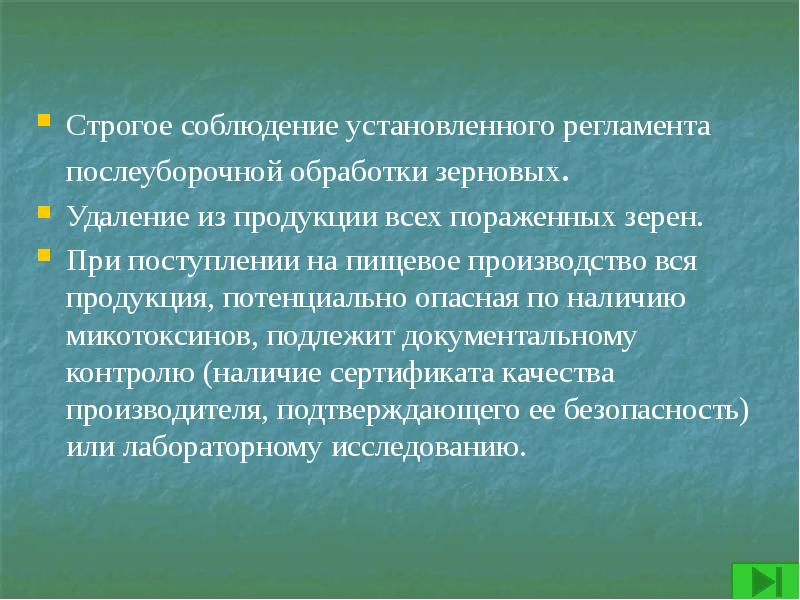 Строгое соблюдение установленного регламента
послеуборочной обработки зерновых.
Удаление из продукции всех пораженных зерен.
При поступлении на пищевое производство вся
продукция, потенциально опасная по наличию
микотоксинов, подлежит документальному
контролю (наличие сертификата качества
производителя, подтверждающего ее безопасность)
или лабораторному исследованию.